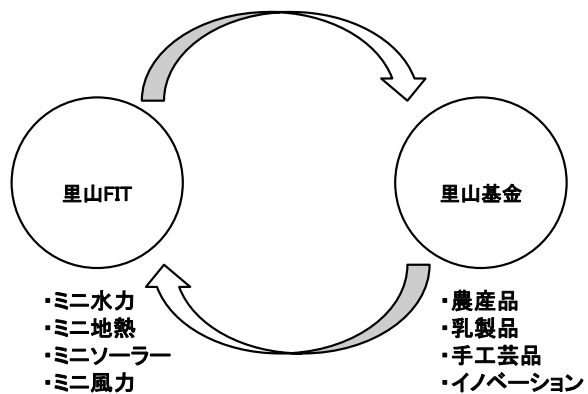 里山FIT
里山基金
・ミニ水力
・ミニ地熱
・ミニソーラー
・ミニ風力
・農産品
・乳製品
・手工芸品
・イノベーション